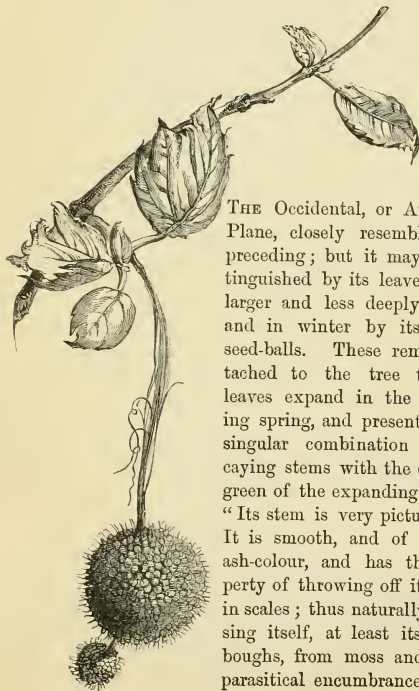 THE Occidental, or A
Plane, closely resembl
preceding; but it may
tinguished by its leave
larger and less deeply
and in winter by its
seed-balls. These rem
tached to the tree t
leaves expand in the
ing spring, and present
singular combination
caying stems with the
green of the expanding
"Its stem is very pictu
It is smooth, and of
ash-colour, and has th
perty of throwing off it
in scales; thus naturally
sing itself, at least its
boughs, from moss and
parasitical encumbrance